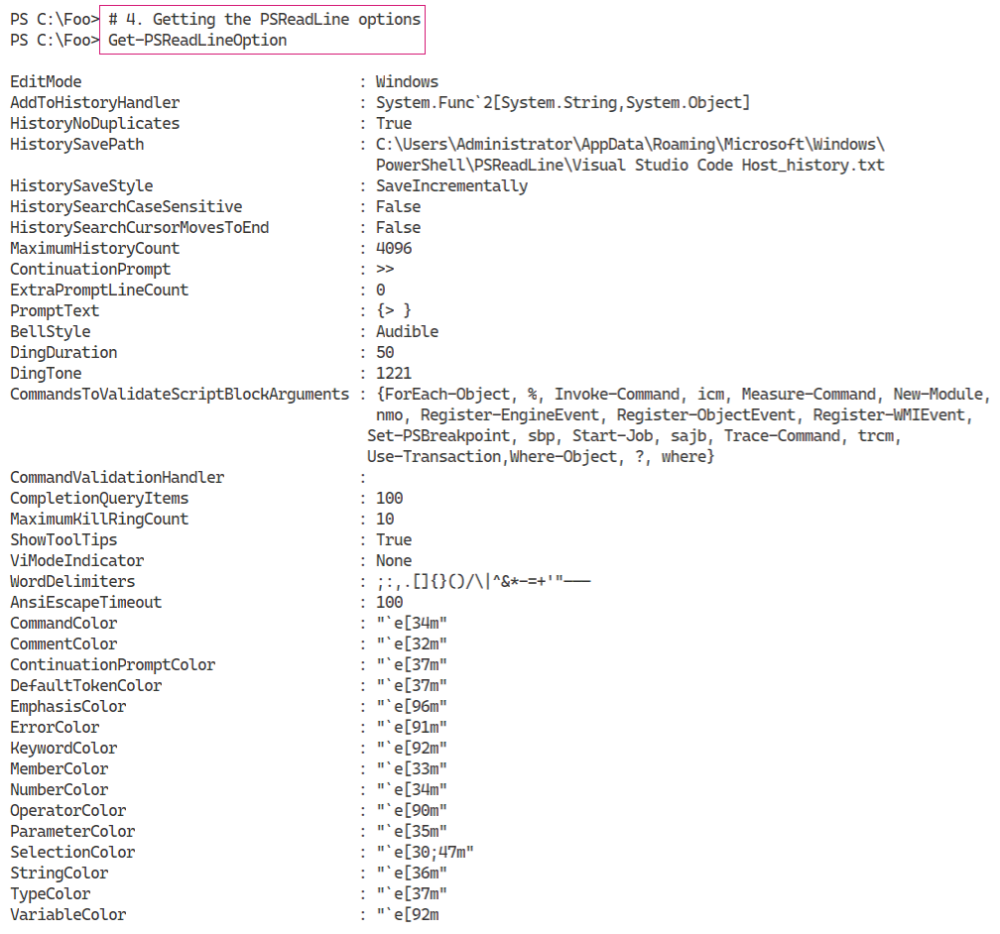 PS C:\Foo> # 4. Getting the PSReadLine options
PS C:\Foo> Get-PSReadLineOption
EditMode : Windows
AddToHistoryHandler : System.Func`2[System.String,System.Object]
HistoryNoDuplicates : True
HistorySavePath : C:\Users\Administrator\AppData\Roaming\Microsoft\Windows\
PowerShell\PSReadLine\Visual Studio Code Host_history.txt
HistorySaveStyle : SaveIncrementally
HistorySearchCaseSensitive : False
HistorySearchCursorMovesToEnd : False
MaximumHistoryCount : 4096
ContinuationPrompt : >>
ExtraPromptLineCount : 0
PromptText : {> }
BellStyle : Audible
DingDuration : 50
DingTone : 1221
CommandsToValidateScriptBlockArguments : {ForEach-Object, %, Invoke-Command, icm, Measure-Command, New-Module,
nmo, Register-EngineEvent, Register-ObjectEvent, Register-WMIEvent,
Set-PSBreakpoint, sbp, Start-Job, sajb, Trace-Command, trcm,
Use-Transaction,Where-Object, ?, where}
CommandValidationHandler :
CompletionQueryItems : 100
MaximumKillRingCount : 10
ShowToolTips : True
ViModeIndicator : None
WordDelimiters : ;:,.[]{}()/\|^&*-=+'"–—―
AnsiEscapeTimeout : 100
CommandColor : "`e[34m"
CommentColor : "`e[32m"
ContinuationPromptColor : "`e[37m"
DefaultTokenColor : "`e[37m"
EmphasisColor : "`e[96m"
ErrorColor : "`e[91m"
KeywordColor : "`e[92m"
MemberColor : "`e[33m"
NumberColor : "`e[34m"
OperatorColor : "`e[90m"
ParameterColor : "`e[35m"
SelectionColor : "`e[30;47m"
StringColor : "`e[36m"
TypeColor : "`e[37m"
VariableColor : "`e[92m